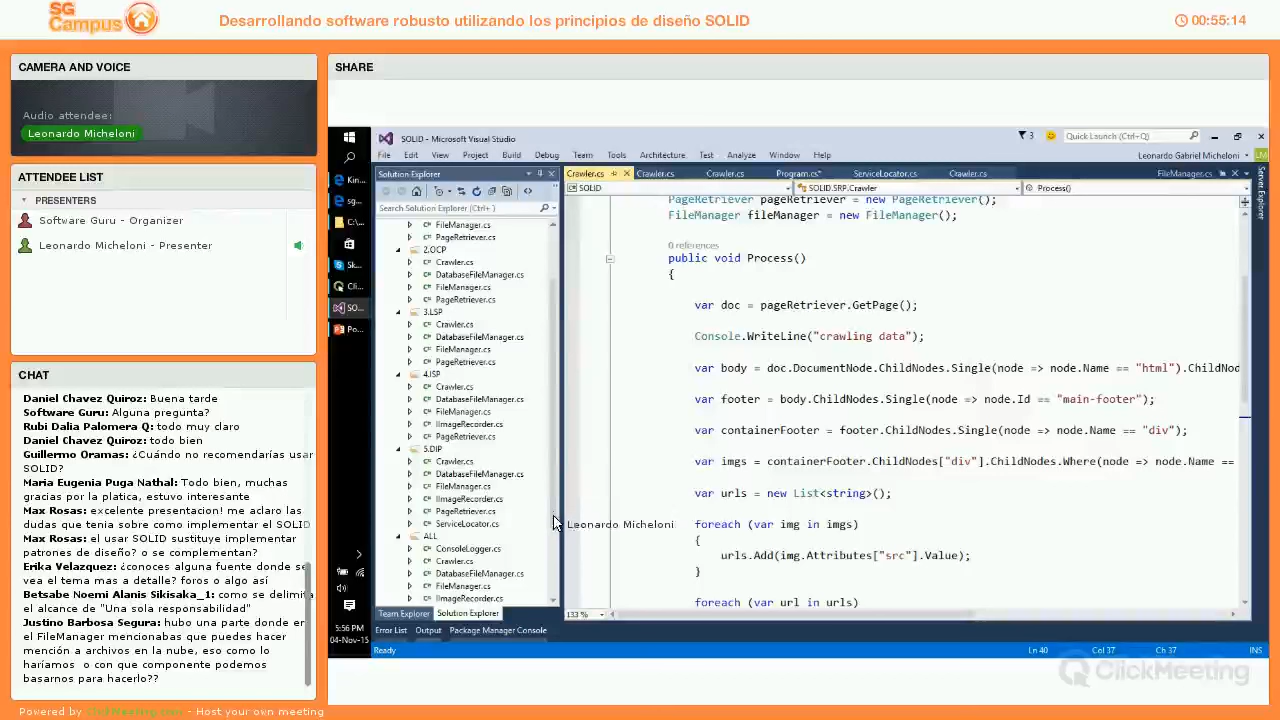 SG Campus
Desarrollando software robusto utilizando los principios de diseño SOLID
00:55:14
CAMERA AND VOICE
Audio attendee:
Leonardo Micheloni
ATTENDEE LIST
PRESENTERS
Software Guru - Organizer
Leonardo Micheloni - Presenter
CHAT
Daniel Chavez Quiroz: Buena tarde
Software Guru: Alguna pregunta?
Rubi Dalia Palomera Q: todo muy claro
Daniel Chavez Quiroz: todo bien
Guillermo Oramas: ¿Cuándo no recomendarías usar
SOLID?
Maria Eugenia Puga Nathal: Todo bien, muchas
gracias por la platica, estuvo interesante
Max Rosas: excelente presentacion! me aclaro las
dudas que tenia sobre como implementar el SOLID
Max Rosas: el usar SOLID sustituye implementar
patrones de diseño? o se complementan?
Erika Velazquez: ¿conoces alguna fuente donde se
vea el tema mas a detalle? foros o algo así
Betsabe Noemi Alanis Sikisaka_1: como se delimita
el alcance de "Una sola responsabilidad"
Justino Barbosa Segura: hubo una parte donde en
el FileManager mencionabas que puedes hacer
mención a archivos en la nube, eso como lo
haríamos o con que componente podemos
basarnos para hacerlo??
Powered by ClickMeeting.com - Host your own meeting
SHARE
SOLID - Microsoft Visual Studio
3
Quick Launch (Ctrl+Q)
File Edit View Project Build Debug Team Tools Architecture Test Analyze Window Help
Leonardo Gabriel Micheloni
LM
Kin...
sg...
C:\...
Sk...
Cli...
SO...
Po...
5:56 PM
04-Nov-15
Solution Explorer
Search Solution Explorer (Ctrl+ )
FileManager.cs
PageRetriever.cs
2.OCP
Crawler.cs
DatabaseFileManager.cs
FileManager.cs
PageRetriever.cs
3.LSP
Crawler.cs
DatabaseFileManager.cs
FileManager.cs
PageRetriever.cs
4.ISP
Crawler.cs
DatabaseFileManager.cs
FileManager.cs
IImageRecorder.cs
PageRetriever.cs
5.DIP
Crawler.cs
DatabaseFileManager.cs
FileManager.cs
IImageRecorder.cs
PageRetriever.cs
ServiceLocator.cs
ALL
ConsoleLogger.cs
Crawler.cs
DatabaseFileManager.cs
FileManager.cs
IImageRecorder.cs
Team Explorer Solution Explorer
Crawler.cs Crawler.cs Crawler.cs Program.cs* ServiceLocator.cs Crawler.cs FileManager.cs
SOLID SOLID.SRP.Crawler Process()
Server Explorer
PageRetriever pageRetriever = new PageRetriever();
FileManager fileManager = new FileManager();
0 references
public void Process()
{
var doc = pageRetriever.GetPage();
Console.WriteLine("crawling data");
var body = doc.DocumentNode.ChildNodes.Single(node => node.Name == "html").ChildNod
var footer = body.ChildNodes.Single(node => node.Id == "main-footer");
var containerFooter = footer.ChildNodes.Single(node => node.Name == "div");
var imgs = containerFooter.ChildNodes["div"].ChildNodes.Where(node => node.Name ==
var urls = new List<string>();
foreach (var img in imgs)
{
urls.Add(img.Attributes["src"].Value);
}
foreach (var url in urls)
Leonardo Micheloni
133 %
Error List Output Package Manager Console
Ready
Ln 40 Col 37 Ch 37 INS
ClickMeeting